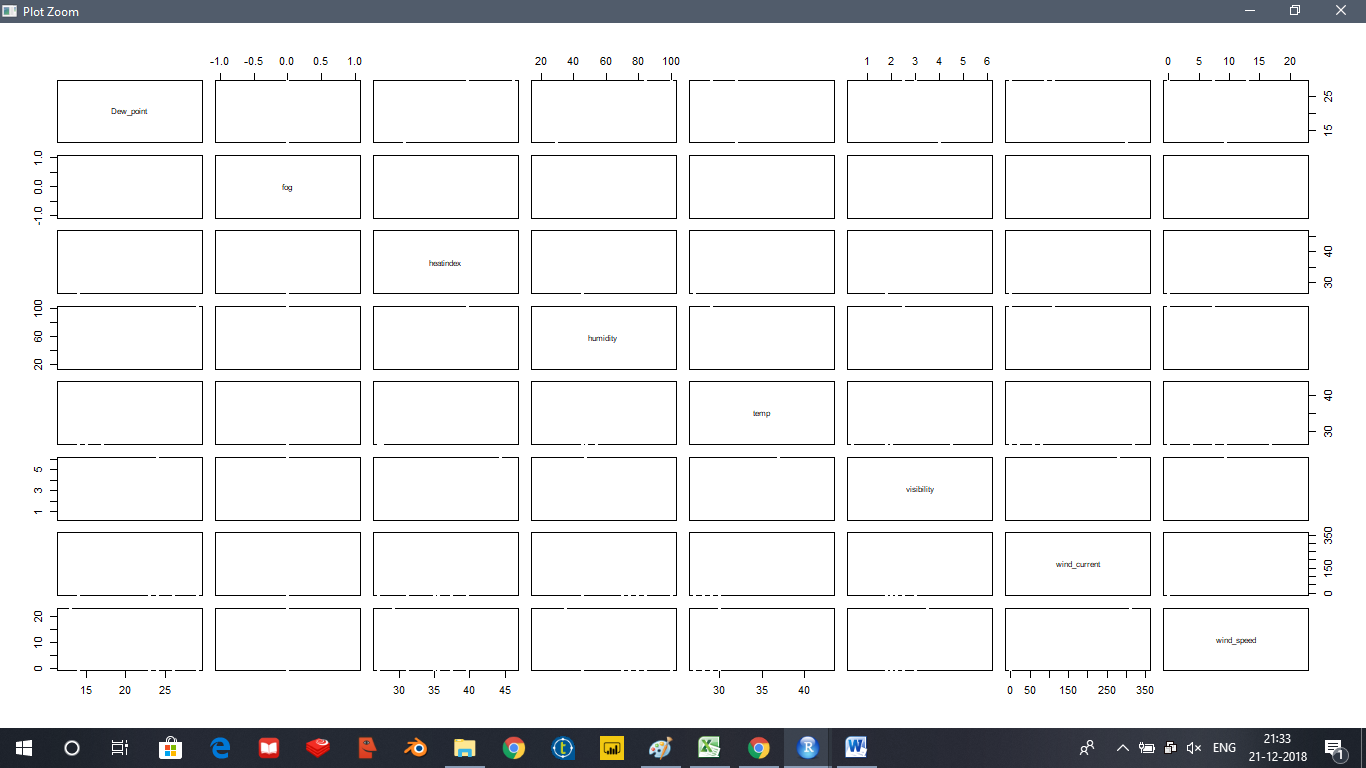 Plot Zoom
-1.0 -0.5 0.0 0.5 1.0
20 40 60 80 100
1 2 3 4 5 6
0 5 10 15 20
Dew_point
15 25
-1.0 0.0 1.0
fog
heatindex
30 40
20 60 100
humidity
temp
30 40
1 3 5
visibility
wind_current
0 150 350
0 10 20
wind_speed
15 20 25
30 35 40 45
30 35 40
0 50 150 250 350
ENG
21:33
21-12-2018
1